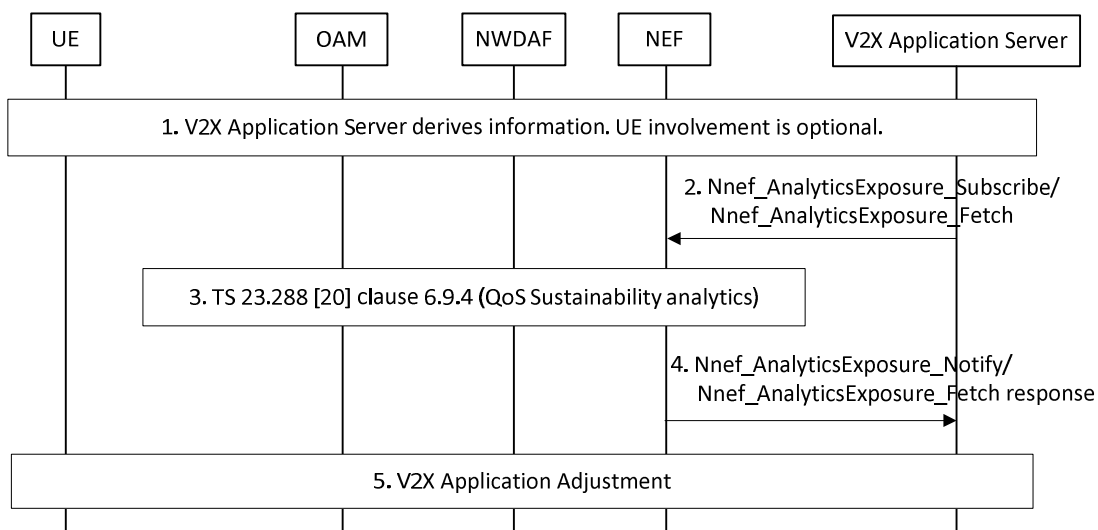 UE
OAM
NWDAF
NEF
V2X Application Server
1. V2X Application Server derives information. UE involvement is optional.
2. Nnef_AnalyticsExposure_Subscribe/
Nnef_AnalyticsExposure_Fetch
3. TS 23.288 [20] clause 6.9.4 (QoS Sustainability analytics)
4. Nnef_AnalyticsExposure_Notify/
Nnef_AnalyticsExposure_Fetch response
5. V2X Application Adjustment